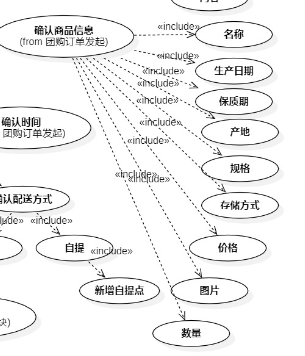 确认商品信息
(from 团购订单发起)
«include»
名称
«include»
生产日期
«include»
«include»
保质期
«include»
产地
«include»
确认时间
团购订单发起)
«include»
规格
«include»
«include»
存储方式
确认配送方式
«include»
价格
自提
«include»
新增自提点
图片
数量
块)